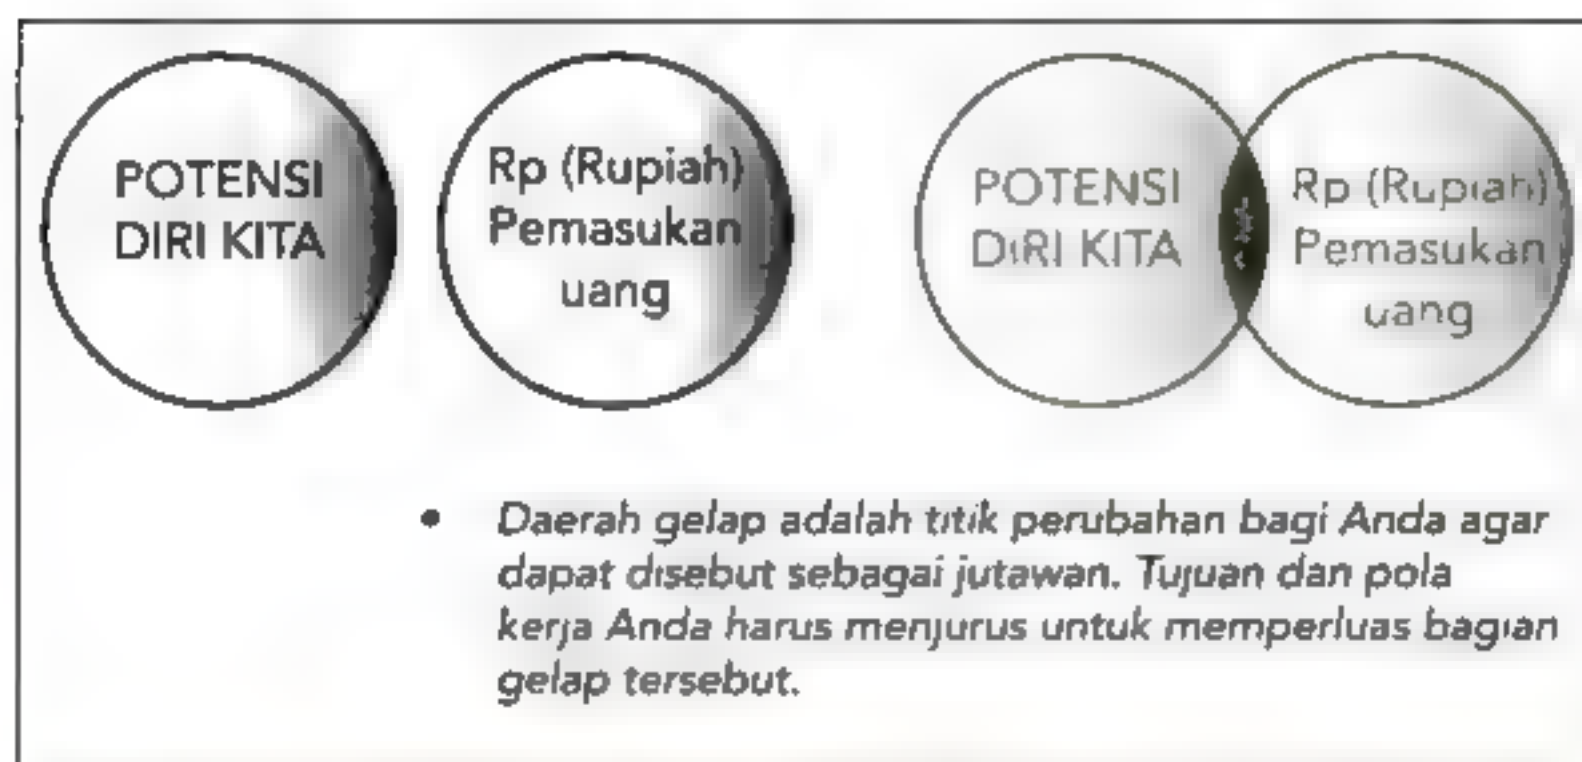 POTENSI
DIRI KITA
Rp (Rupiah)
Pemasukan
uang
POTENSI
DIRI KITA
Rp (Rupiah)
Pemasukan
uang
• Daerah gelap adalah titik perubahan bagi Anda agar
dapat disebut sebagai jutawan. Tujuan dan pola
kerja Anda harus menjurus untuk memperluas bagian
gelap tersebut.